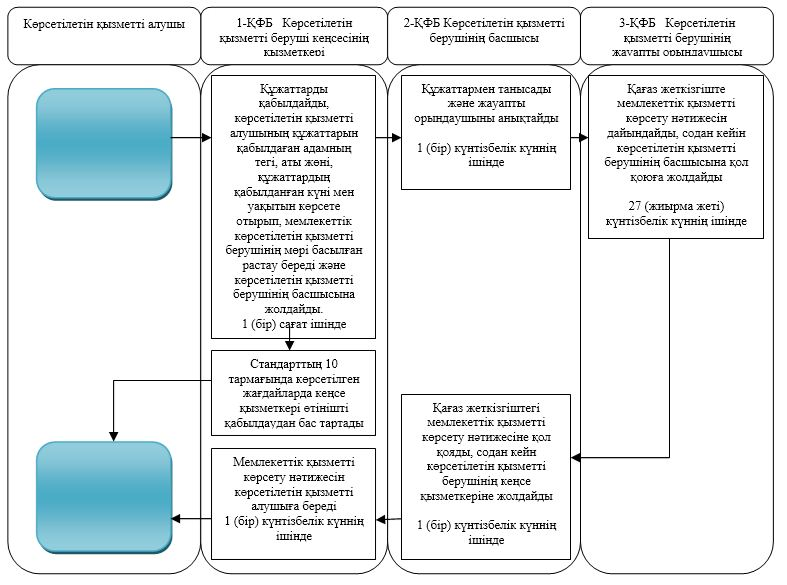 Көрсетілетін қызметті алушы
1-ҚФБ Көрсетілетін
қызметті беруші кеңсесінің
қызметкері
2-ҚФБ Көрсетілетін қызметті
берушінің басшысы
3-ҚФБ Көрсетілетін
қызметті берушінің
жауапты орындаушысы
Құжаттарды
қабылдайды,
көрсетілетін қызметті
алушының құжаттарын
қабылдаған адамның
тегі, аты жөні,
құжаттардың
қабылданған күні мен
уақытын көрсете
отырып, мемлекеттік
көрсетілетін қызметті
берушінің мөрі басылған
растау береді және
көрсетілетін қызметті
берушінің басшысына
жолдайды.
1 (бір) сағат ішінде
Құжаттармен танысады
және жауапты
орындаушыны анықтайды
1 (бір) күнтізбелік күннің
ішінде
Қағаз жеткізгіште
мемлекеттік қызметті
көрсету нәтижесін
дайындайды, содан кейін
көрсетілетін қызметті
берушінің басшысына қол
қоюға жолдайды
27 (жиырма жеті)
күнтізбелік күннің ішінде
Стандарттың 10
тармағында көрсетілген
жағдайларда кеңсе
қызметкері өтінішті
қабылдаудан бас тартады
Қағаз жеткізгіштегі
мемлекеттік қызметті
көрсету нәтижесіне қол
қояды, содан кейн
көрсетілетін қызметті
берушінің кеңсе
қызметкеріне жолдайды
1 (бір) күнтізбелік күннің
ішінде
Мемлекеттік қызметті
көрсету нәтижесін
көрсетілетін қызметті
алушыға береді
1 (бір) күнтізбелік күннің
ішінде